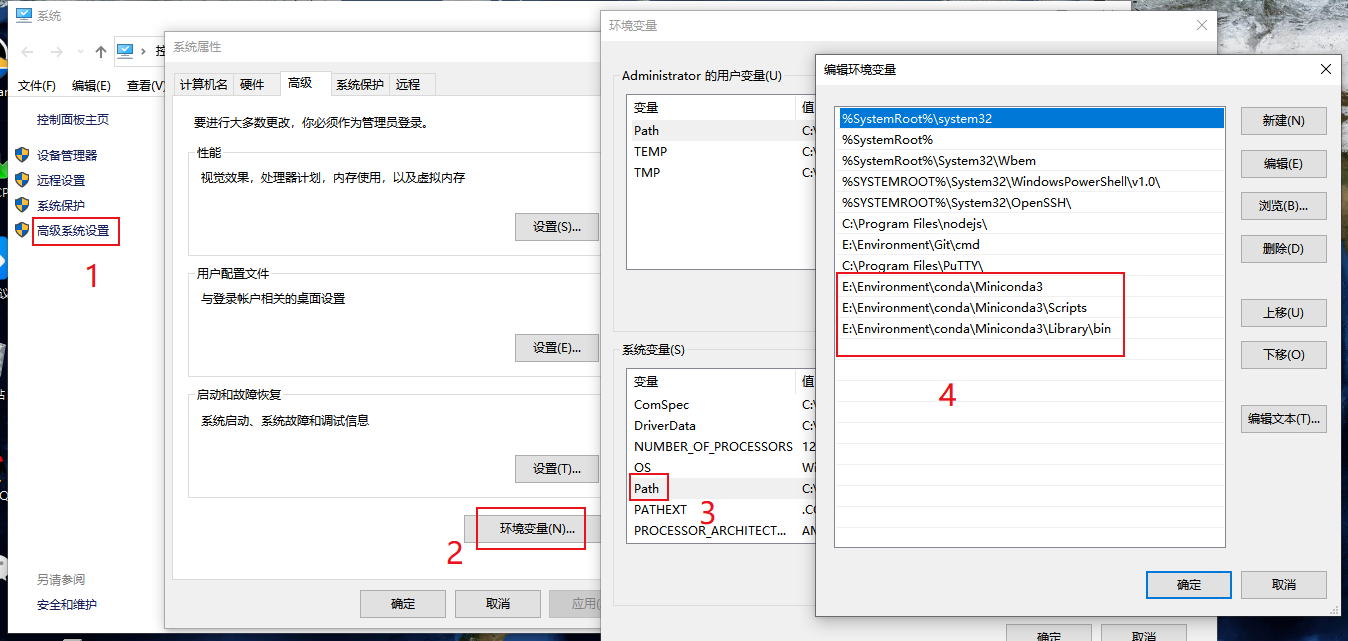 系统
控
文件(F)
编辑(E)
查看(V)
控制面板主页
设备管理器
远程设置
系统保护
高级系统设置
1
另请参阅
安全和维护
系统属性
计算机名
硬件
高级
系统保护
远程
要进行大多数更改，你必须作为管理员登录。
性能
视觉效果，处理器计划，内存使用，以及虚拟内存
设置(S)...
用户配置文件
与登录帐户相关的桌面设置
设置(E)...
启动和故障恢复
系统启动、系统故障和调试信息
设置(T)...
环境变量(N)...
2
确定
取消
应用(
环境变量
Administrator 的用户变量(U)
变量 值
Path C:\
TEMP C:\
TMP C:\
系统变量(S)
变量 值
ComSpec C:\
DriverData C:\
NUMBER_OF_PROCESSORS 12
OS Wi
Path C:\
3
PATHEXT .CO
PROCESSOR_ARCHITECT... AM
确定
取消
编辑环境变量
%SystemRoot%\system32
%SystemRoot%
%SystemRoot%\System32\Wbem
%SYSTEMROOT%\System32\WindowsPowerShell\v1.0\
%SYSTEMROOT%\System32\OpenSSH\
C:\Program Files\nodejs\
E:\Environment\Git\cmd
C:\Program Files\PuTTY\
E:\Environment\conda\Miniconda3
E:\Environment\conda\Miniconda3\Scripts
E:\Environment\conda\Miniconda3\Library\bin
4
新建(N)
编辑(E)
浏览(B)...
删除(D)
上移(U)
下移(O)
编辑文本(T)...
确定
取消